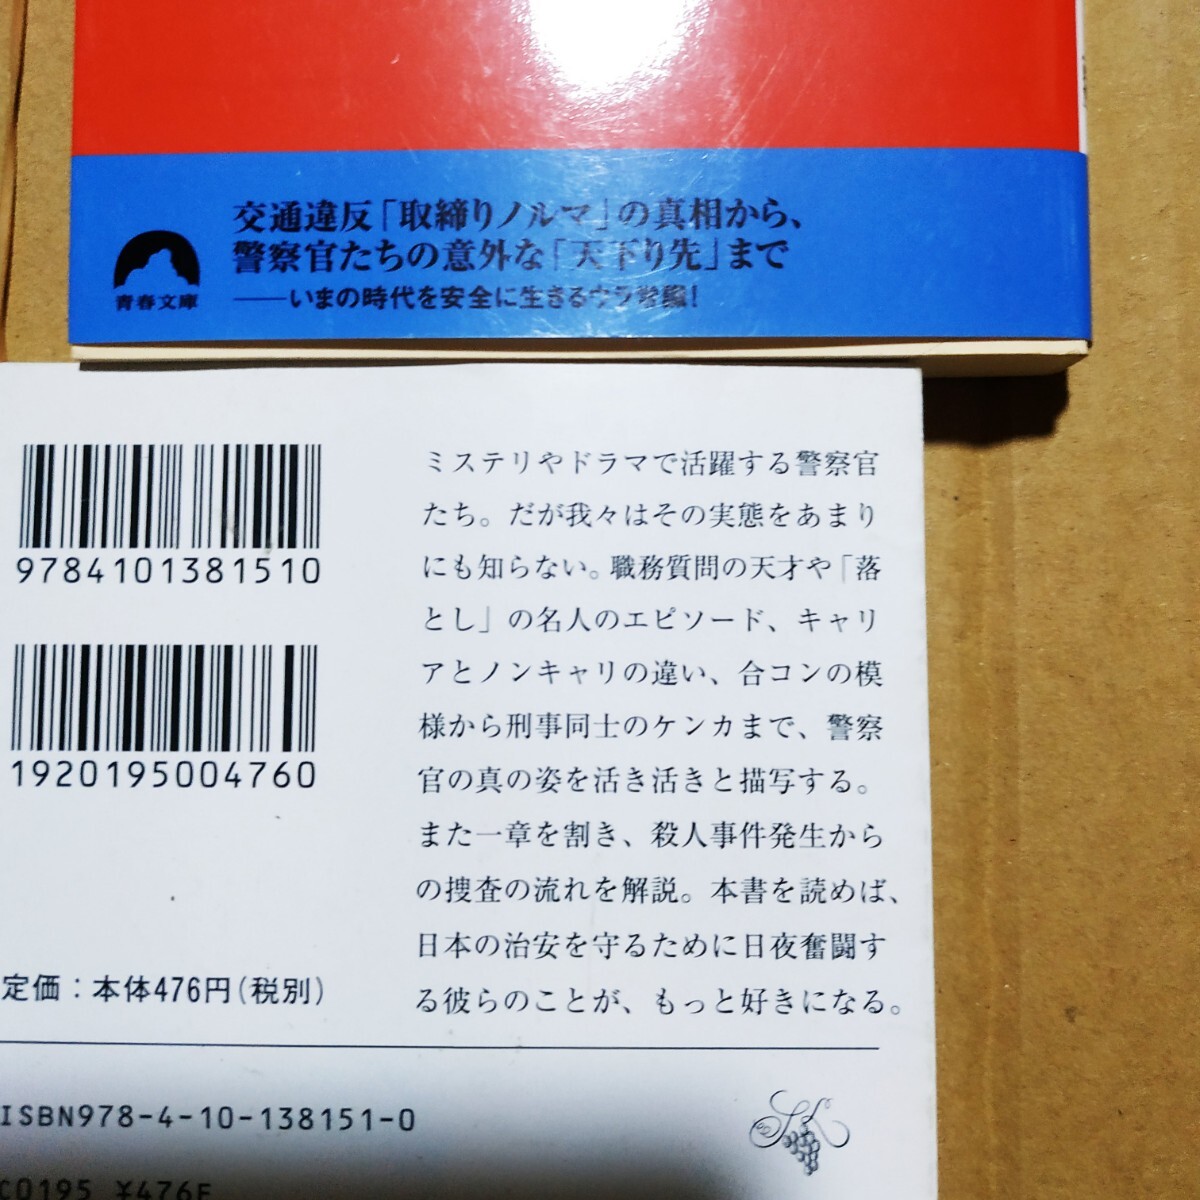 交通違反「取締りノルマ」の真相から、
警察官たちの意外な「天下り先」まで
——いまの時代を安全に生きるウラ常識!
青春文庫
9784101381510
1920195004760
ミステリやドラマで活躍する警察官
たち。だが我々はその実態をあまり
にも知らない。職務質問の天才や「落
とし」の名人のエピソード、キャリ
アとノンキャリの違い、合コンの模
様から刑事同士のケンカまで、警察
官の真の姿を活き活きと描写する。
また一章を割き、殺人事件発生から
の捜査の流れを解説。本書を読めば、
日本の治安を守るために日夜奮闘す
る彼らのことが、もっと好きになる。
定価：本体476円(税別)
ISBN978-4-10-138151-0
C0195 ¥476E